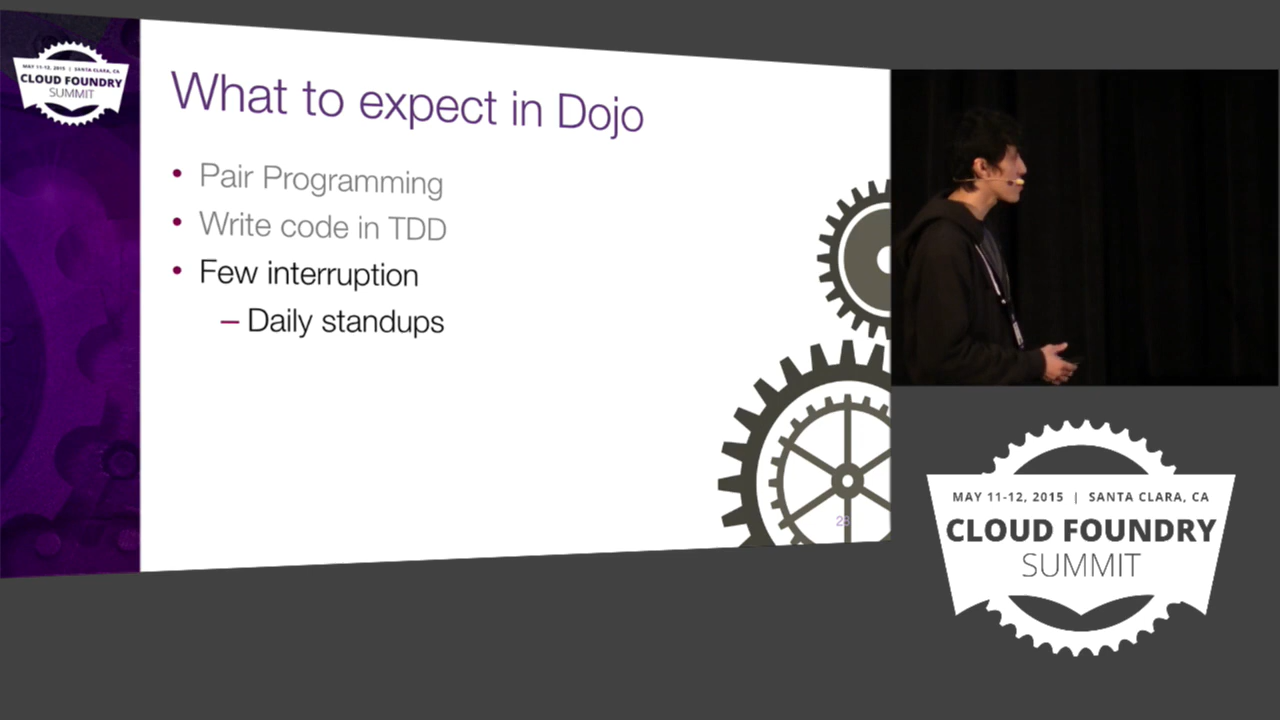 MAY 11-12, 2015 | SANTA CLARA, CA
CLOUD FOUNDRY
SUMMIT
What to expect in Dojo
• Pair Programming
• Write code in TDD
• Few interruption
– Daily standups
MAY 11-12, 2015 | SANTA CLARA, CA
CLOUD FOUNDRY
SUMMIT